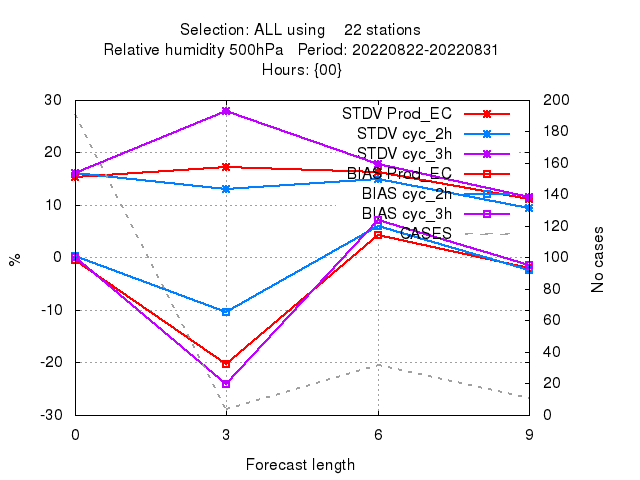 Selection: ALL using    22 stations
Relative humidity 500hPa   Period: 20220822-20220831
Hours: {00}
30
20
10
0
-10
-20
-30
%
200
180
160
140
120
100
80
60
40
20
0
No cases
STDV Prod_EC
STDV cyc_2h
STDV cyc_3h
BIAS Prod_EC
BIAS cyc_2h
BIAS cyc_3h
CASES
0 3 6 9
Forecast length